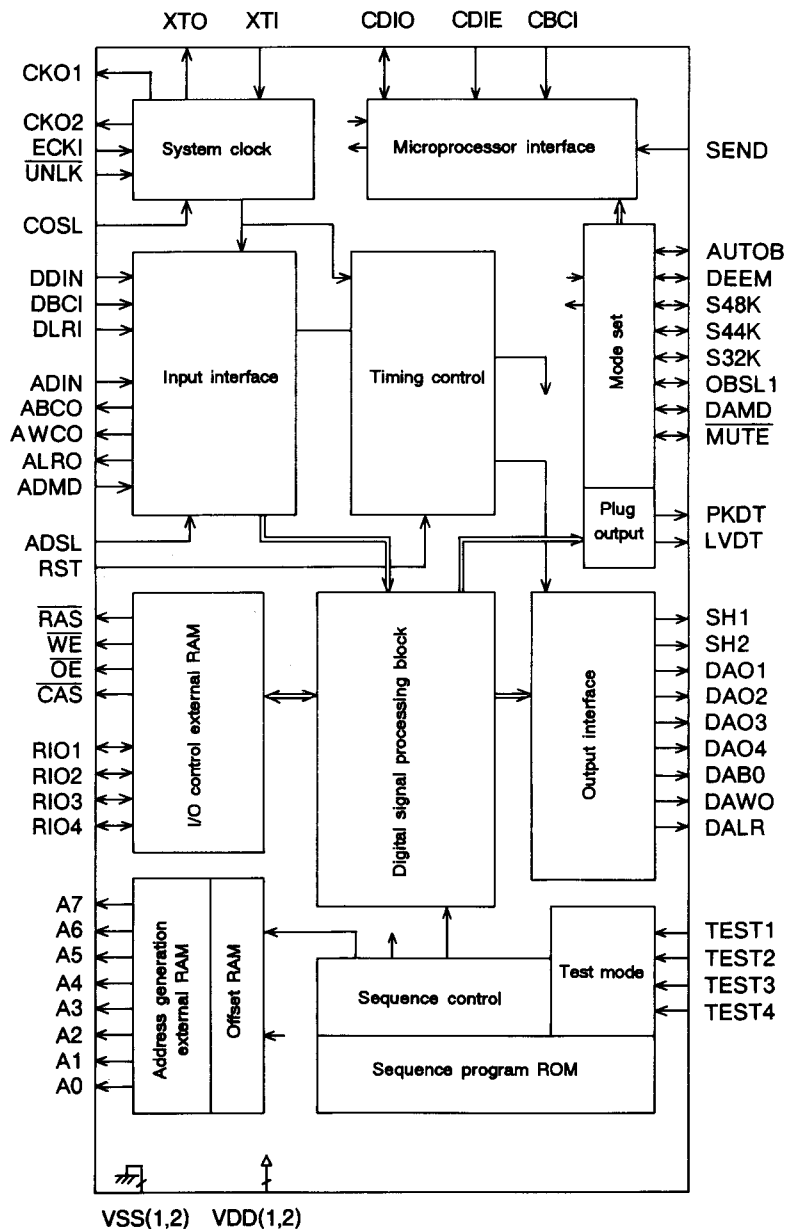 XTO XTI CDIO CDIE CBCI
CKO1
CKO2
ECKI
UNLK
COSL
System clock
Microprocessor interface
SEND
DDIN
DBCI
DLRI
ADIN
ABCO
AWCO
ALRO
ADMD
ADSL
RST
Input interface
Timing control
Mode set
Plug
output
AUTOB
DEEM
S48K
S44K
S32K
OBSL1
DAMD
MUTE
PKDT
LVDT
RAS
WE
OE
CAS
RIO1
RIO2
RIO3
RIO4
I/O control external RAM
Digital signal processing block
Output interface
SH1
SH2
DAO1
DAO2
DAO3
DAO4
DAB0
DAWO
DALR
A7
A6
A5
A4
A3
A2
A1
A0
Address generation
external RAM
Offset RAM
Sequence control
Test mode
Sequence program ROM
TEST1
TEST2
TEST3
TEST4
VSS(1,2) VDD(1,2)